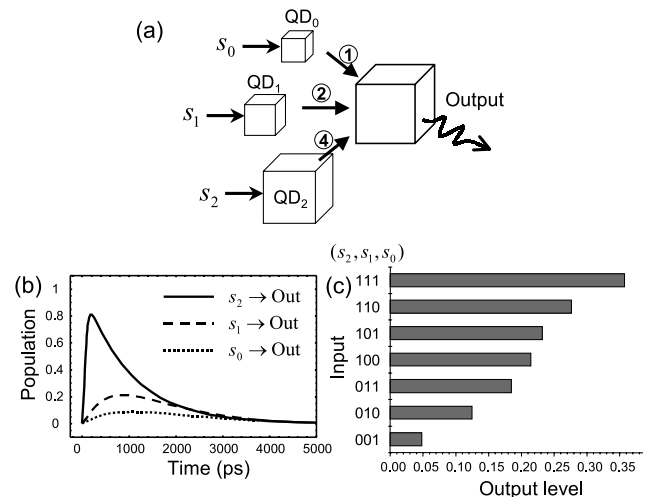 (a)
QD₀
s₀
①
QD₁
s₁
②
Output
④
s₂
QD₂
(b)
Population
1
0.8
0.6
0.4
0.2
0
s₂ → Out
s₁ → Out
s₀ → Out
0 1000 2000 3000 4000 5000
Time (ps)
(c)
(s₂, s₁, s₀)
Input
111
110
101
100
011
010
001
0.00 0.05 0.10 0.15 0.20 0.25 0.30 0.35
Output level